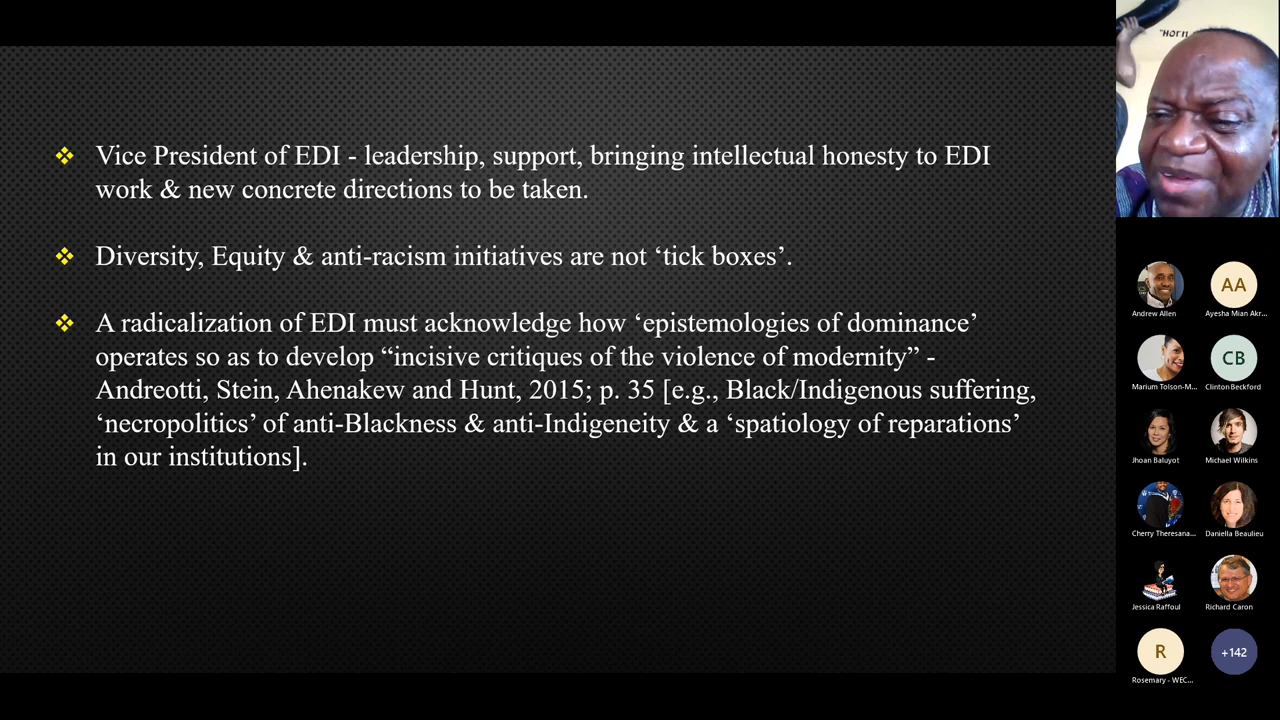 Vice President of EDI - leadership, support, bringing intellectual honesty to EDI
work & new concrete directions to be taken.
Diversity, Equity & anti-racism initiatives are not ‘tick boxes’.
A radicalization of EDI must acknowledge how ‘epistemologies of dominance’
operates so as to develop “incisive critiques of the violence of modernity” -
Andreotti, Stein, Ahenakew and Hunt, 2015; p. 35 [e.g., Black/Indigenous suffering,
‘necropolitics’ of anti-Blackness & anti-Indigeneity & a ‘spatiology of reparations’
in our institutions].
"Horn
AA
Andrew Allen
Ayesha Mian Akr...
CB
Marium Tolson-M...
Clinton Beckford
Jhoan Baluyot
Michael Wilkins
Cherry Theresana...
Daniella Beaulieu
Jessica Raffoul
Richard Caron
R
+142
Rosemary - WEC...